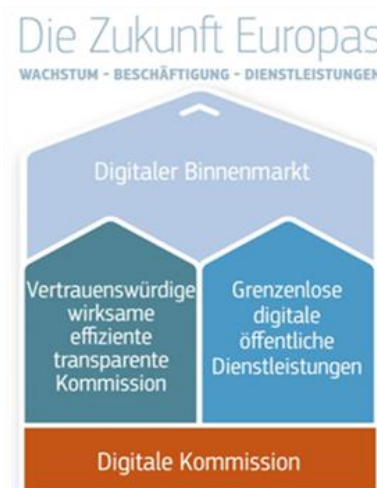 Die Zukunft Europas
WACHSTUM - BESCHÄFTIGUNG - DIENSTLEISTUNGEN
Digitaler Binnenmarkt
Vertrauenswürdige
wirksame
effiziente
transparente
Kommission
Grenzenlose
digitale
öffentliche
Dienstleistungen
Digitale Kommission